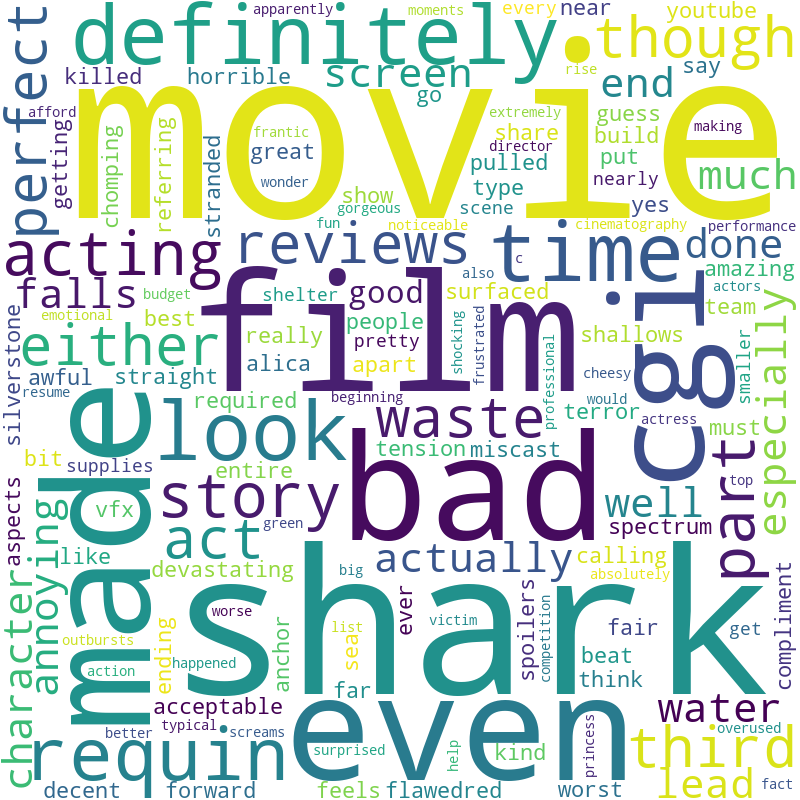 apparently
moments
every
near
youtube
definitely
though
perfect
killed
horrible
screen
rise
end
say
afford
movie
go
extremely
share
guess
making
getting
chomping
referring
stranded
frantic
great
director
build
put
much
wonder
show
pulled
type
nearly
yes
fun
gorgeous
scene
noticeable
cinematography
performance
acting
reviews
time
done
falls
film
c
also
cgi
amazing
actors
team
budget
shelter
good
surfaced
emotional
best
really
people
pretty
shocking
frustrated
professional
shallows
smaller
either
silverstone
alica
apart
awful
straight
cheesy
resume
required
beginning
would
terror
actress
must
especially
look
waste
bit
supplies
tension
miscast
made
entire
bad
part
top
aspects
story
well
vfx
green
spectrum
annoying
act
actually
like
devastating
calling
character
big
absolutely
shark
worse
ever
spoilers
competition
compliment
outbursts
list
victim
fair
get
ending
anchor
seat
action
happened
beat
think
far
even
acceptable
water
better
typical
screams
overused
requin
surprised
help
kind
princess
third
feels
lead
fact
decent
forward
flawedred
worst